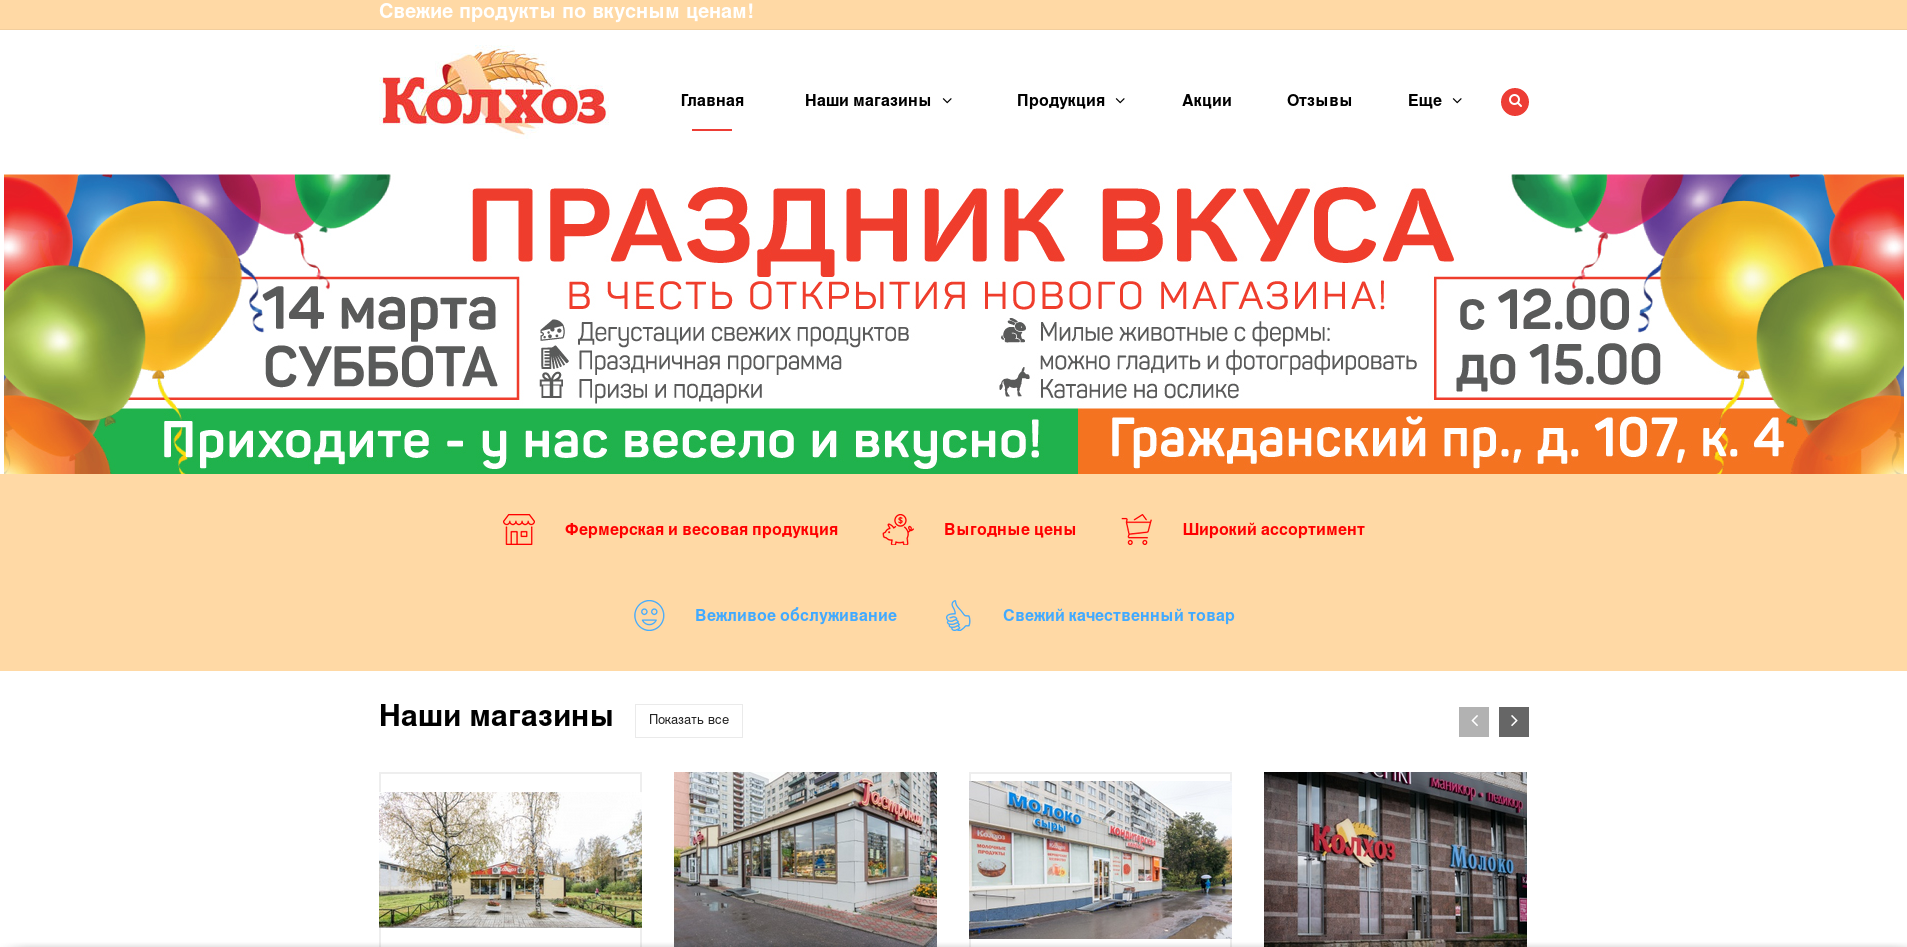 Свежие продукты по вкусным ценам!
Колхоз
Главная
Наши магазины
Продукция
Акции
Отзывы
Еще
ПРАЗДНИК ВКУСА
В ЧЕСТЬ ОТКРЫТИЯ НОВОГО МАГАЗИНА!
14 марта
СУББОТА
Дегустации свежих продуктов
Праздничная программа
Призы и подарки
Милые животные с фермы:
можно гладить и фотографировать
Катание на ослике
с 12.00
до 15.00
Приходите - у нас весело и вкусно!
Гражданский пр., д. 107, к. 4
Фермерская и весовая продукция
Выгодные цены
Широкий ассортимент
Вежливое обслуживание
Свежий качественный товар
Наши магазины
Показать все
Гастроном
Молоко
сыры
Колхоз
МОЛОЧНЫЕ
ПРОДУКТЫ
маникюр - педикюр
Колхоз
Молоко